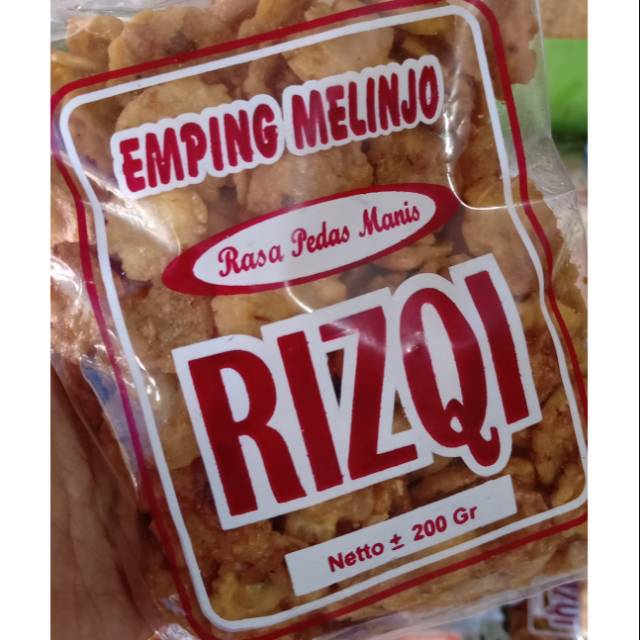 EMPING MELINJO
Rasa Pedas Manis
RIZQI
Netto ± 200 Gr